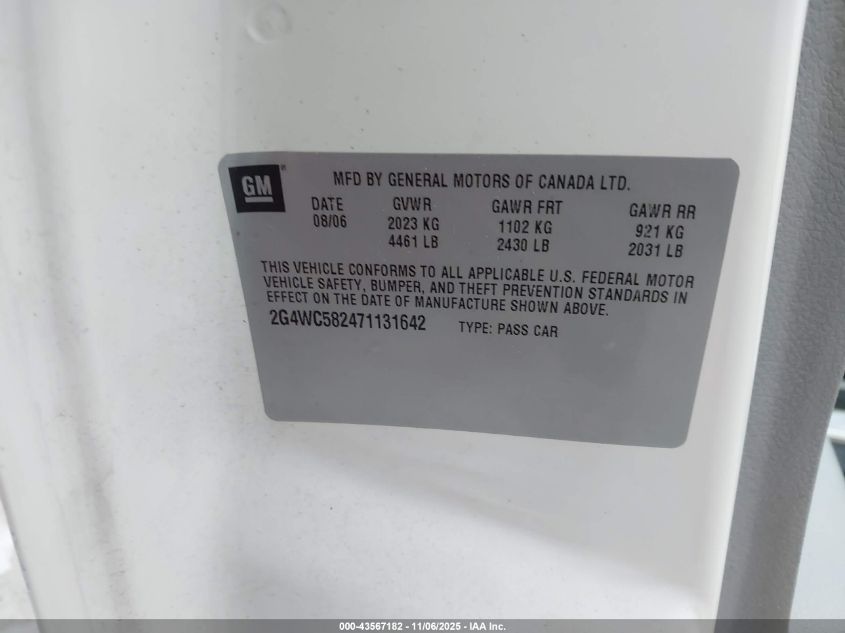 GM
MFD BY GENERAL MOTORS OF CANADA LTD.
DATE GVWR GAWR FRT GAWR RR
08/06 2023 KG 1102 KG 921 KG
4461 LB 2430 LB 2031 LB
THIS VEHICLE CONFORMS TO ALL APPLICABLE U.S. FEDERAL MOTOR
VEHICLE SAFETY, BUMPER, AND THEFT PREVENTION STANDARDS IN
EFFECT ON THE DATE OF MANUFACTURE SHOWN ABOVE.
2G4WC582471131642 TYPE: PASS CAR
000-43567182 - 11/06/2025 - IAA Inc.